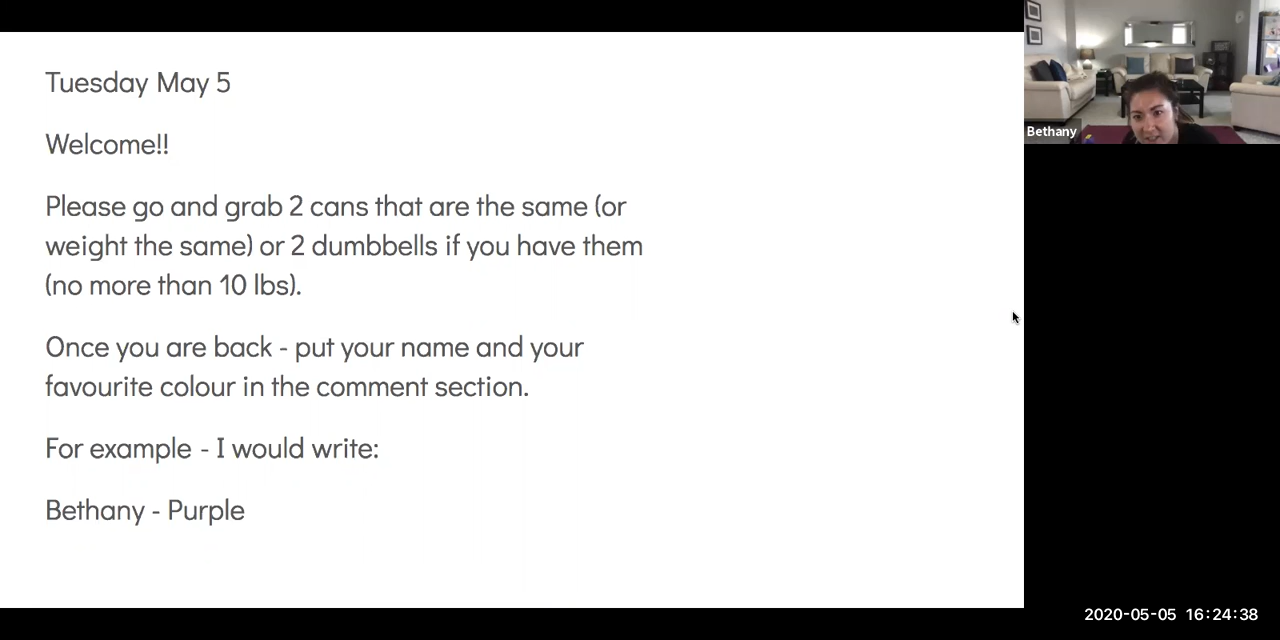 Tuesday May 5
Welcome!!
Please go and grab 2 cans that are the same (or
weight the same) or 2 dumbbells if you have them
(no more than 10 lbs).
Once you are back - put your name and your
favourite colour in the comment section.
For example - I would write:
Bethany - Purple
Bethany
2020-05-05 16:24:38